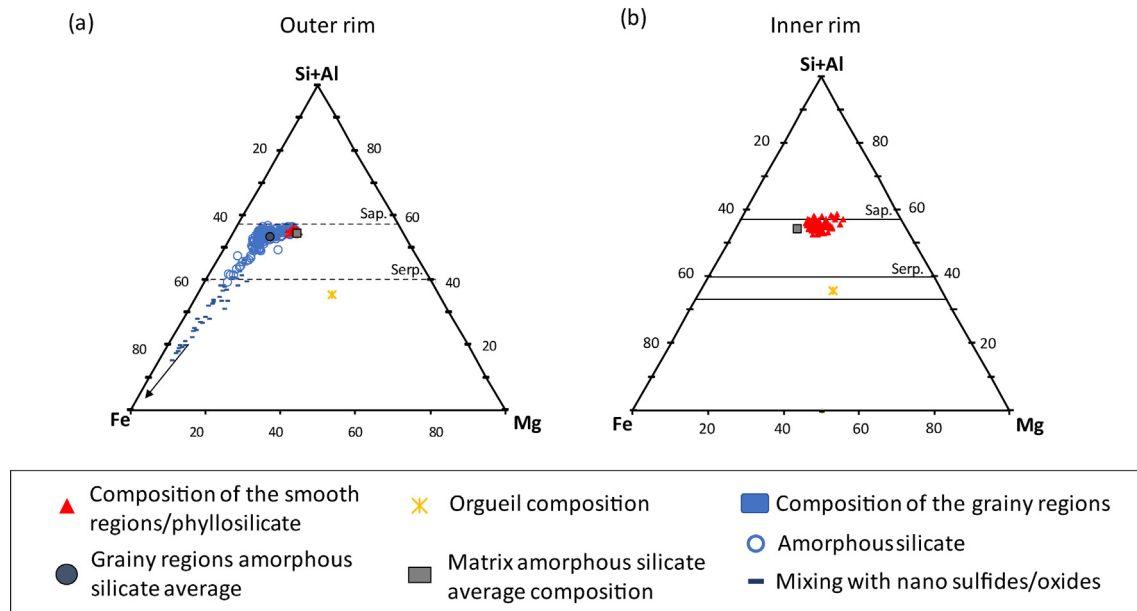 (a)
Outer rim
(b)
Inner rim
Si+Al
Si+Al
20
80
20
80
40
60
Sap.
40
60
Sap.
60
40
Serp.
60
40
Serp.
80
20
80
20
Fe
20
40
60
80
Mg
Fe
20
40
60
80
Mg
Composition of the smooth
regions/phyllosilicate
Orgueil composition
Composition of the grainy regions
Grainy regions amorphous
silicate average
Matrix amorphous silicate
average composition
Amorphous silicate
Mixing with nano sulfides/oxides